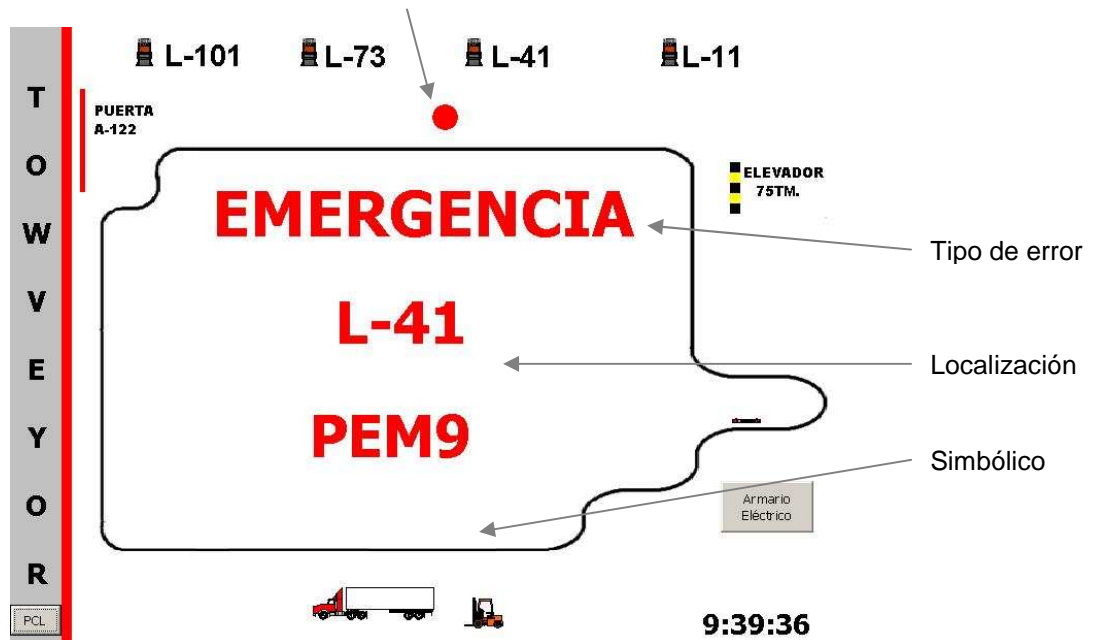 L-101
L-73
L-41
L-11
TOWVEYOR
PUERTA
A-122
ELEVADOR
75TM.
EMERGENCIA
Tipo de error
L-41
Localización
PEM9
Simbólico
Armario
Eléctrico
PCL
9:39:36